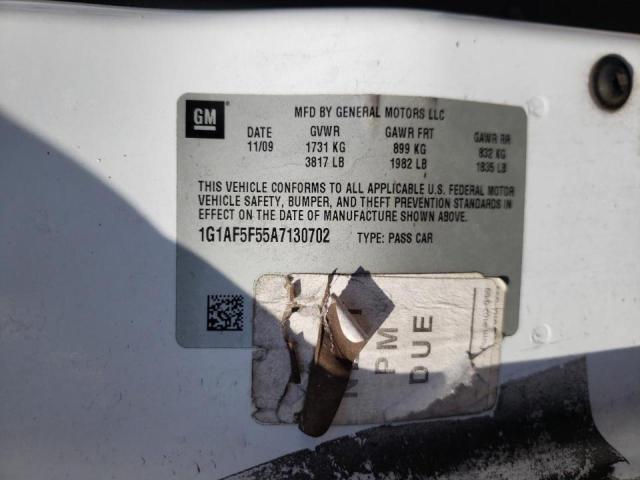 GM
MFD BY GENERAL MOTORS LLC
DATE GVWR GAWR FRT GAWR RR
11/09 1731 KG 899 KG 832 KG
3817 LB 1982 LB 1835 LB
THIS VEHICLE CONFORMS TO ALL APPLICABLE U.S. FEDERAL MOTOR
VEHICLE SAFETY, BUMPER, AND THEFT PREVENTION STANDARDS IN
EFFECT ON THE DATE OF MANUFACTURE SHOWN ABOVE.
1G1AF5F55A7130702 TYPE: PASS CAR
PM
DUE